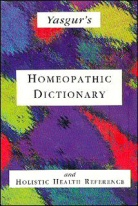 Yasgur's
HOMEOPATHIC
DICTIONARY
and
HOLISTIC HEALTH REFERENCE